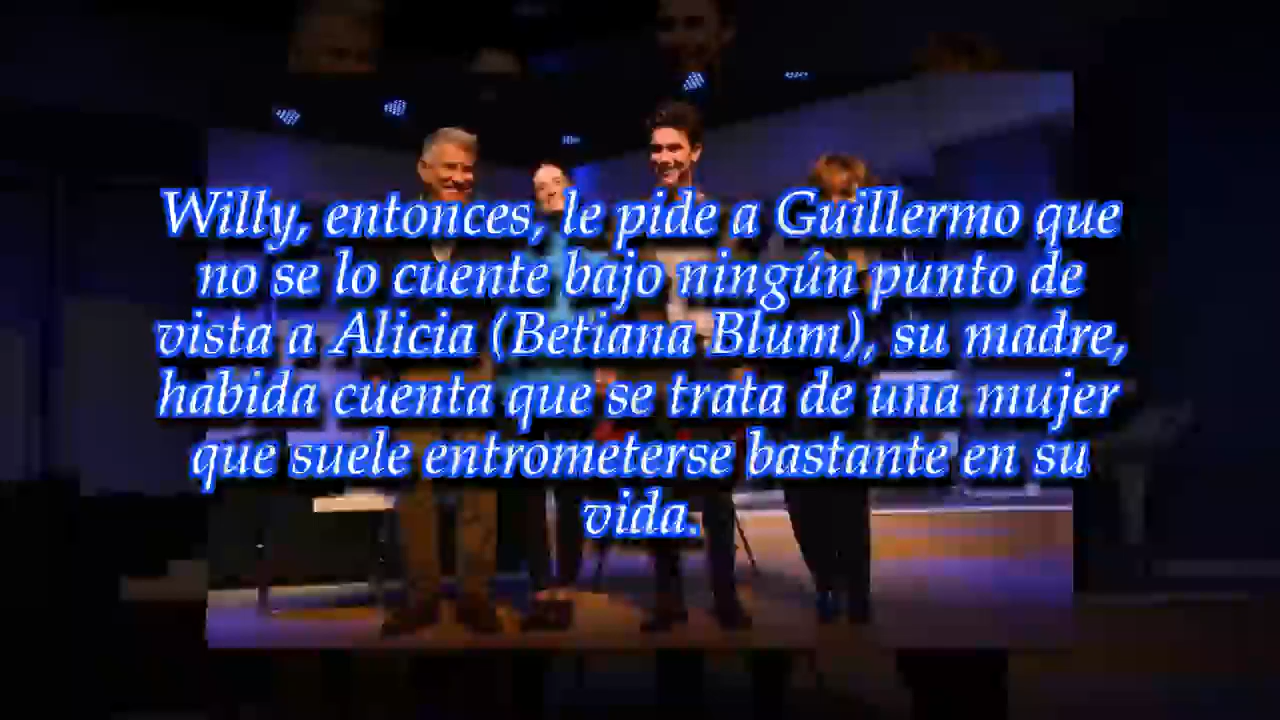 Willy, entonces, le pide a Guillermo que
no se lo cuente bajo ningún punto de
vista a Alicia (Betiana Blum), su madre,
habida cuenta que se trata de una mujer
que suele entrometerse bastante en su
vida.